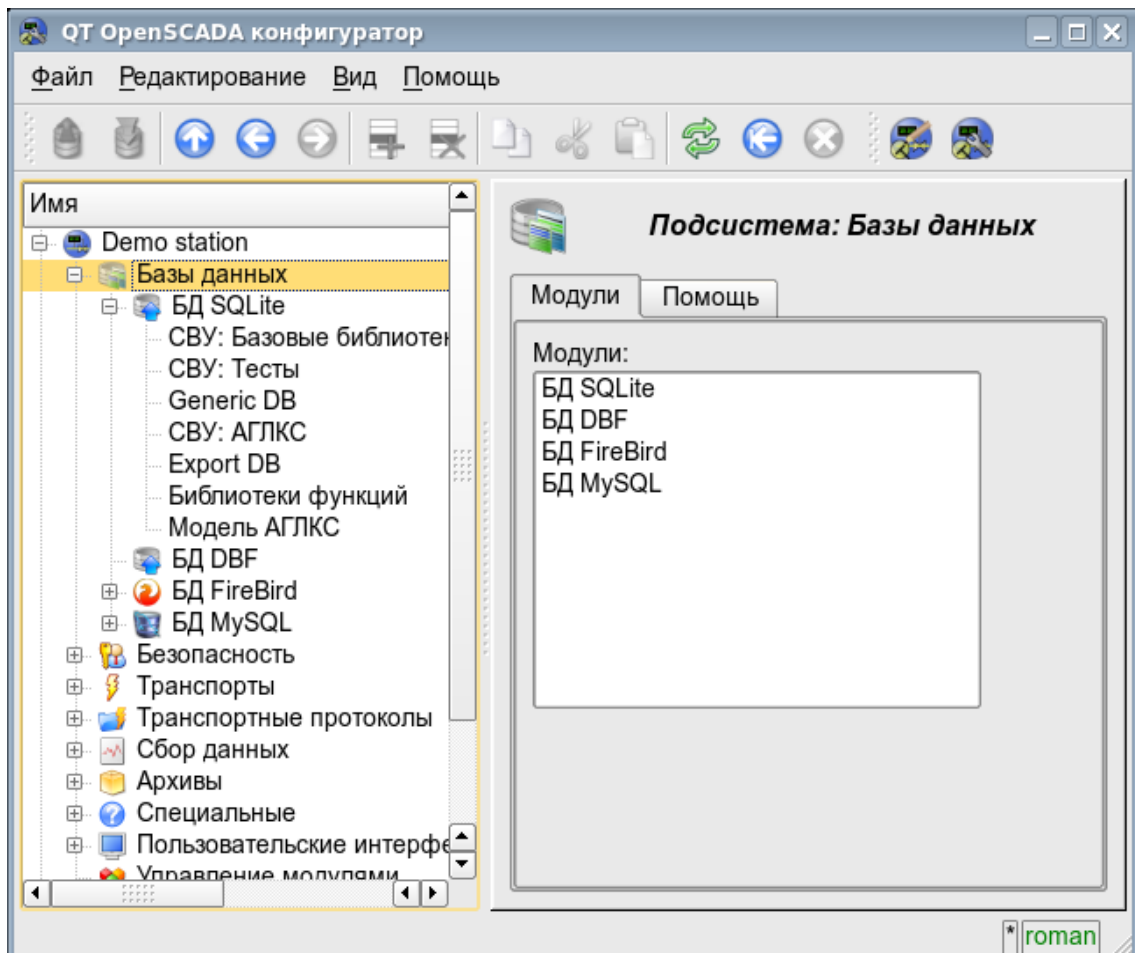 QT OpenSCADA конфигуратор
Файл Редактирование Вид Помощь
Имя
Demo station
Базы данных
БД SQLite
СВУ: Базовые библиотек
СВУ: Тесты
Generic DB
СВУ: АГЛКС
Export DB
Библиотеки функций
Модель АГЛКС
БД DBF
БД FireBird
БД MySQL
Безопасность
Транспорты
Транспортные протоколы
Сбор данных
Архивы
Специальные
Пользовательские интерфе
Управление модулями
Подсистема: Базы данных
Модули Помощь
Модули:
БД SQLite
БД DBF
БД FireBird
БД MySQL
* roman